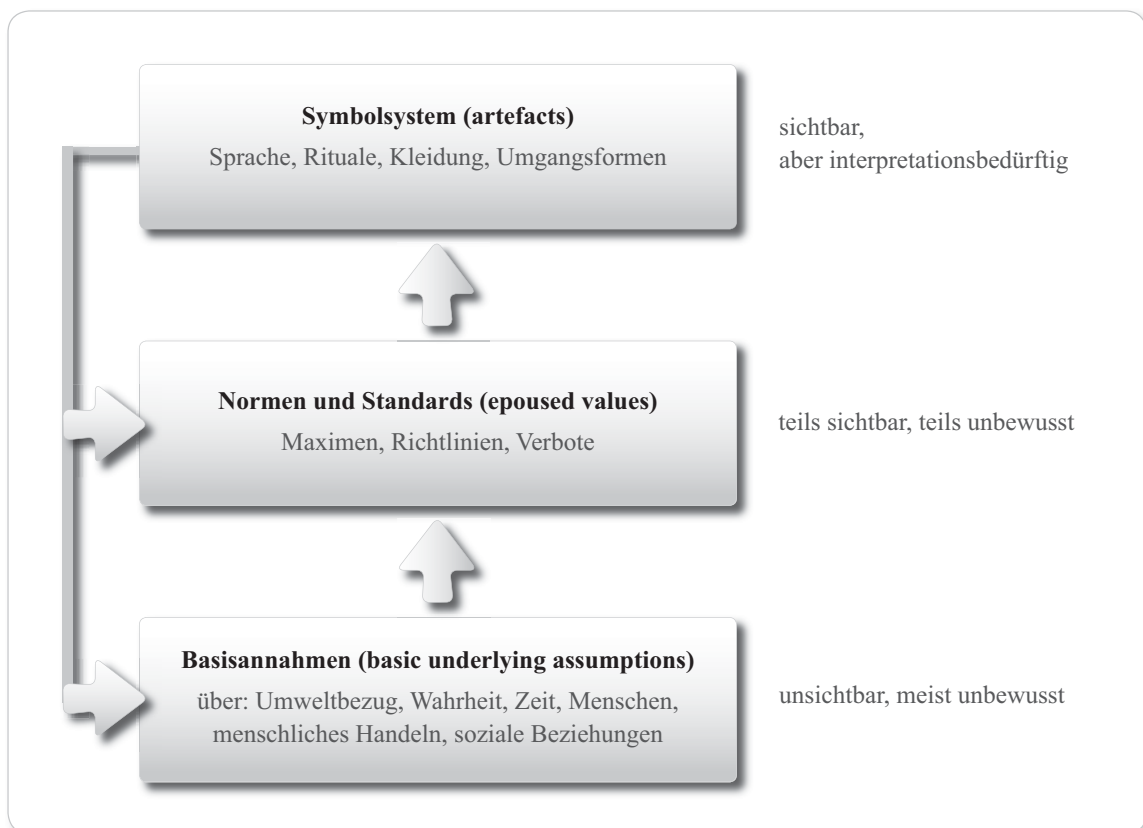 Symbolsystem (artefacts)
Sprache, Rituale, Kleidung, Umgangsformen
sichtbar,
aber interpretationsbedürftig
Normen und Standards (epoused values)
Maximen, Richtlinien, Verbote
teils sichtbar, teils unbewusst
Basisannahmen (basic underlying assumptions)
über: Umweltbezug, Wahrheit, Zeit, Menschen,
menschliches Handeln, soziale Beziehungen
unsichtbar, meist unbewusst